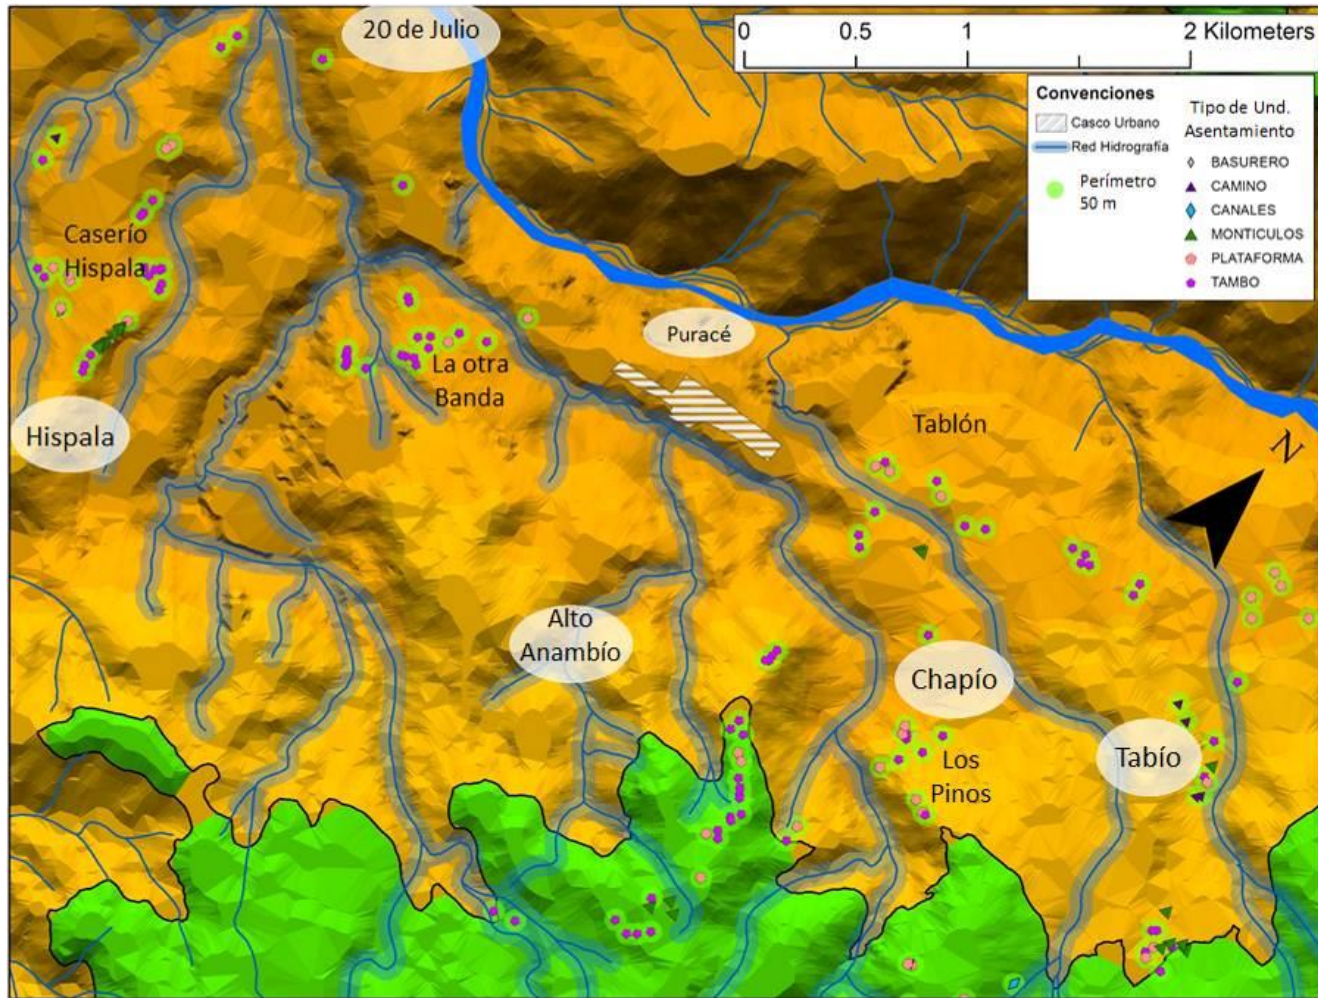 20 de Julio
0 0.5 1 2 Kilometers
Convenciones
Casco Urbano
Red Hidrografía
Perímetro
50 m
Tipo de Und.
Asentamiento
BASURERO
CAMINO
CANALES
MONTICULOS
PLATAFORMA
TAMBO
Caserío
Hispala
Puracé
La otra
Banda
Hispala
Tablón
N
Alto
Anambío
Chapío
Los
Pinos
Tabío